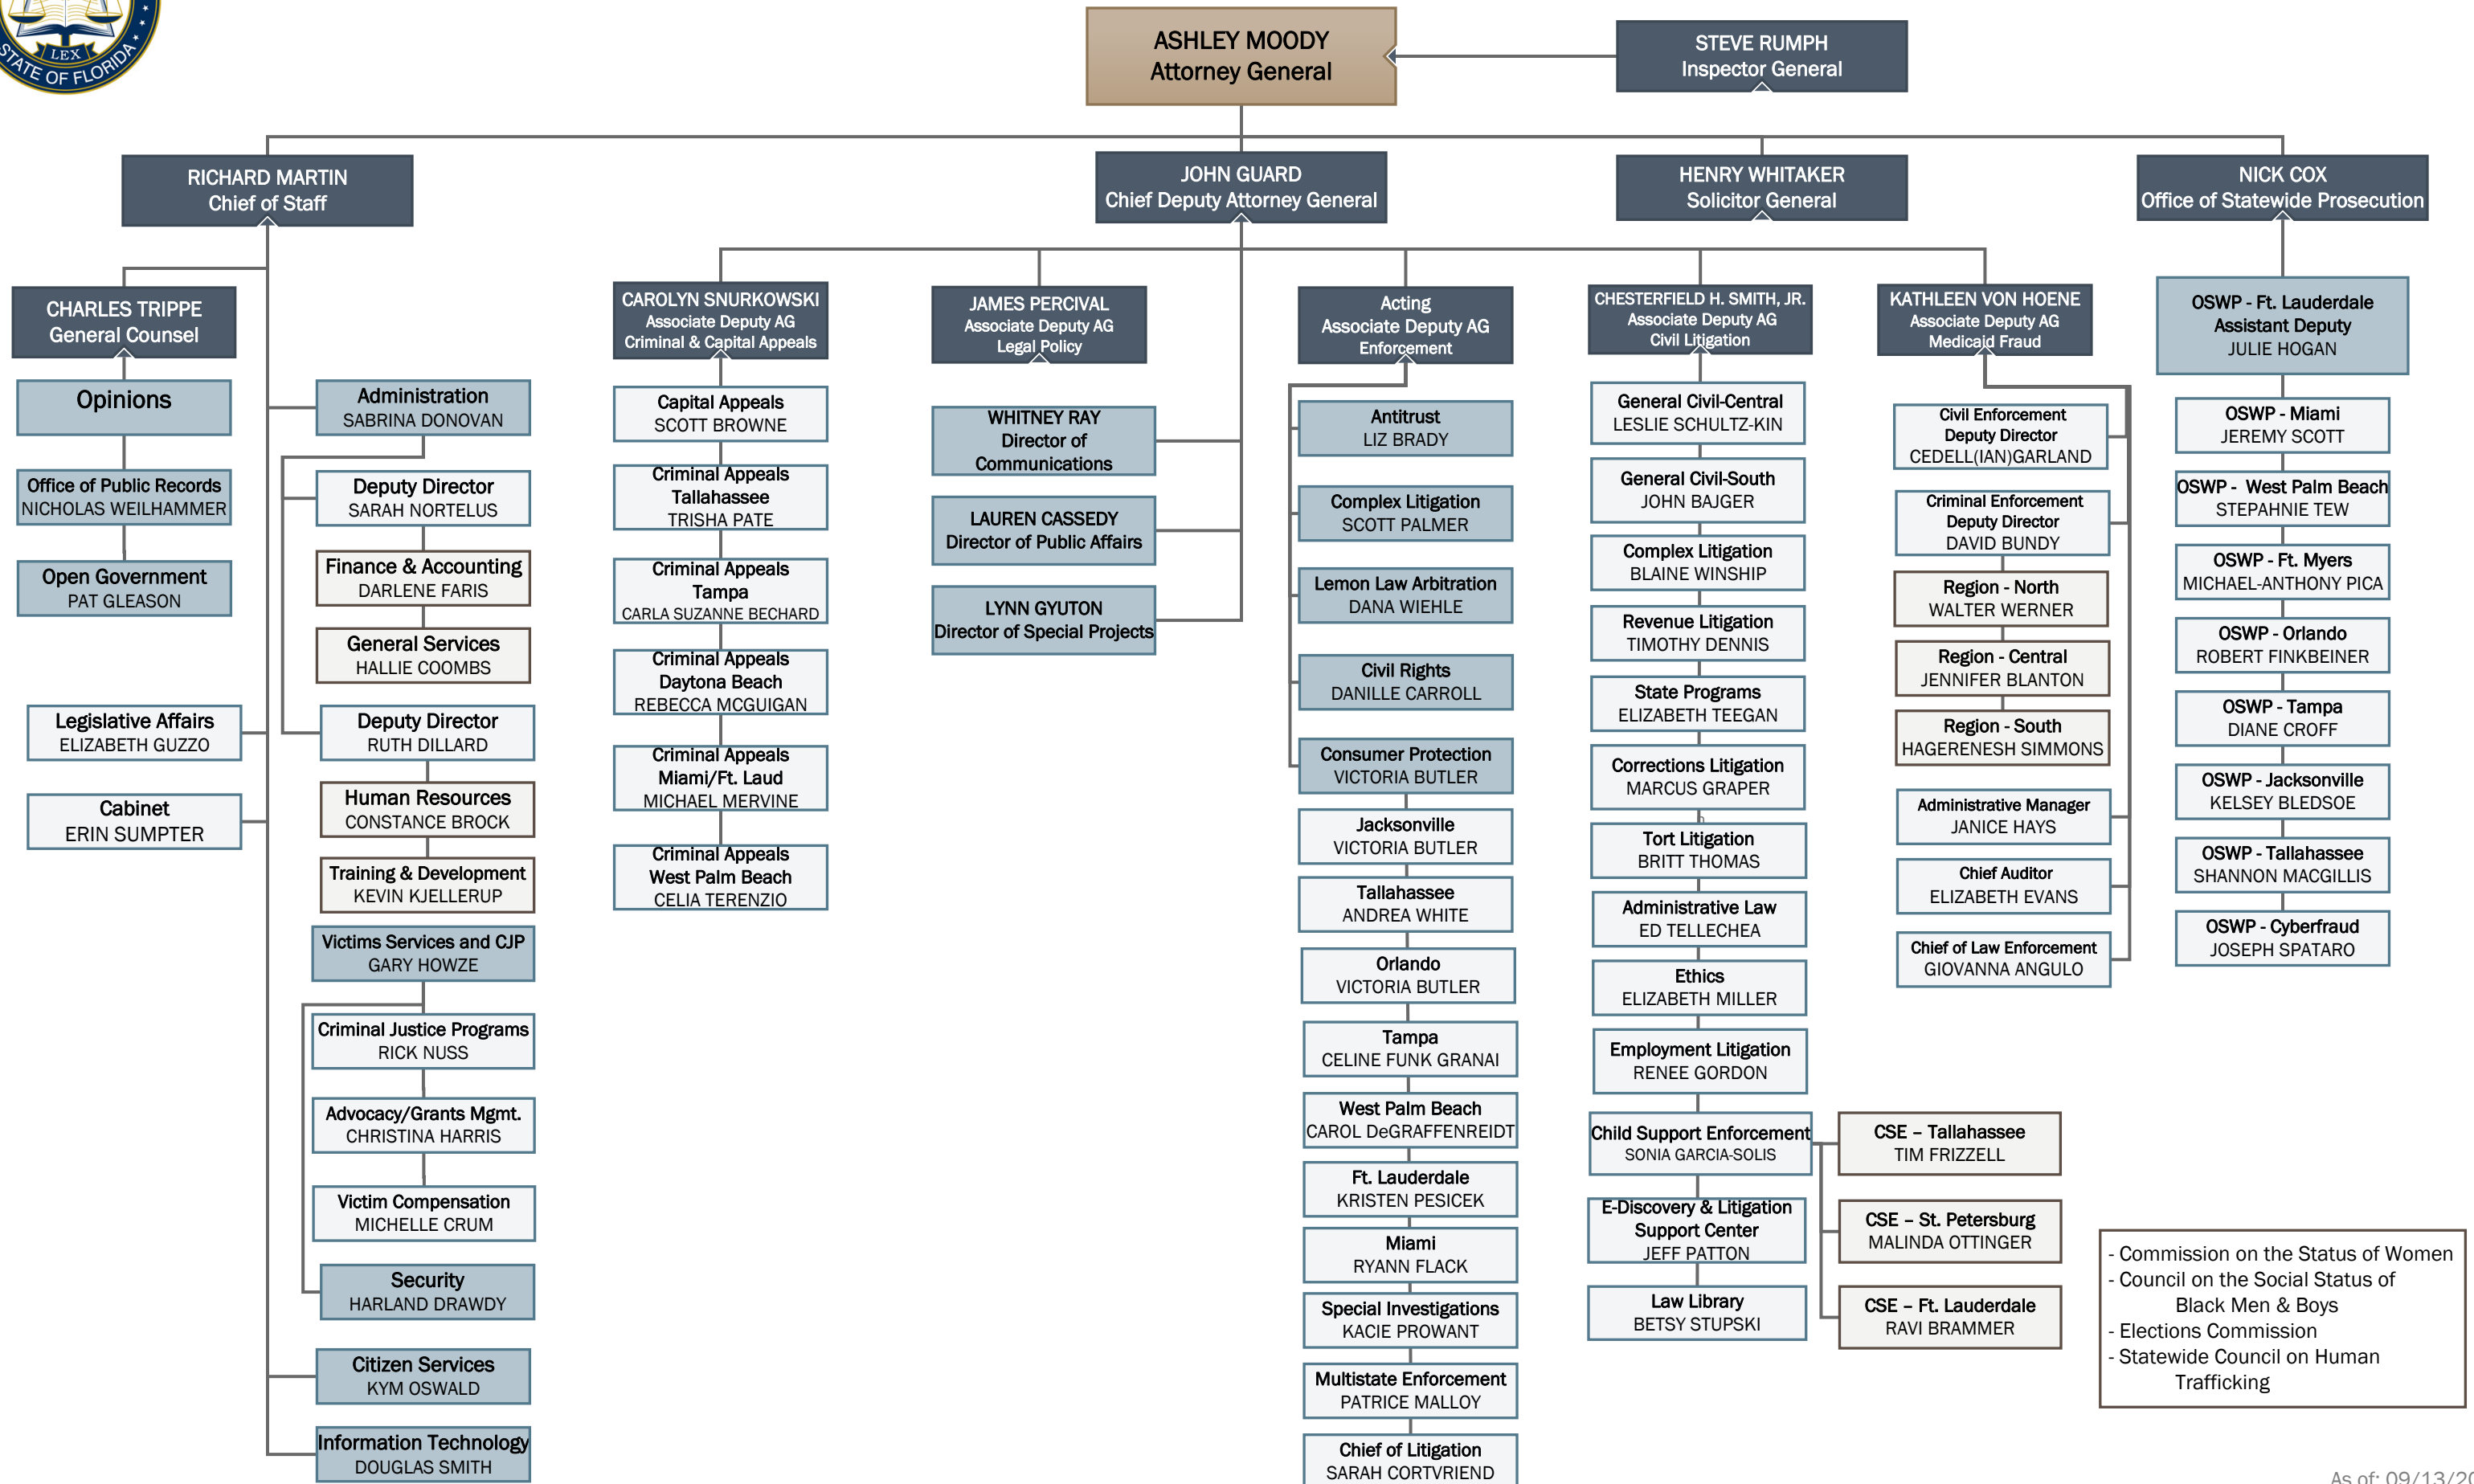 LEX
STATE OF FLORIDA
ASHLEY MOODY
Attorney General
STEVE RUMPH
Inspector General
RICHARD MARTIN
Chief of Staff
JOHN GUARD
Chief Deputy Attorney General
HENRY WHITAKER
Solicitor General
NICK COX
Office of Statewide Prosecution
CHARLES TRIPPE
General Counsel
Opinions
Office of Public Records
NICHOLAS WEILHAMMER
Open Government
PAT GLEASON
Legislative Affairs
ELIZABETH GUZZO
Cabinet
ERIN SUMPTER
Administration
SABRINA DONOVAN
Deputy Director
SARAH NORTELUS
Finance & Accounting
DARLENE FARIS
General Services
HALLIE COOMBS
Deputy Director
RUTH DILLARD
Human Resources
CONSTANCE BROCK
Training & Development
KEVIN KJELLERUP
Victims Services and CJP
GARY HOWZE
Criminal Justice Programs
RICK NUSS
Advocacy/Grants Mgmt.
CHRISTINA HARRIS
Victim Compensation
MICHELLE CRUM
Security
HARLAND DRAWDY
Citizen Services
KYM OSWALD
Information Technology
DOUGLAS SMITH
CAROLYN SNURKOWSKI
Associate Deputy AG
Criminal & Capital Appeals
Capital Appeals
SCOTT BROWNE
Criminal Appeals
Tallahassee
TRISHA PATE
Criminal Appeals
Tampa
CARLA SUZANNE BECHARD
Criminal Appeals
Daytona Beach
REBECCA MCGUIGAN
Criminal Appeals
Miami/Ft. Laud
MICHAEL MERVINE
Criminal Appeals
West Palm Beach
CELIA TERENZIO
JAMES PERCIVAL
Associate Deputy AG
Legal Policy
WHITNEY RAY
Director of
Communications
LAUREN CASSEDY
Director of Public Affairs
LYNN GYUTON
Director of Special Projects
Acting
Associate Deputy AG
Enforcement
Antitrust
LIZ BRADY
Complex Litigation
SCOTT PALMER
Lemon Law Arbitration
DANA WIEHLE
Civil Rights
DANILLE CARROLL
Consumer Protection
VICTORIA BUTLER
Jacksonville
VICTORIA BUTLER
Tallahassee
ANDREA WHITE
Orlando
VICTORIA BUTLER
Tampa
CELINE FUNK GRANAI
West Palm Beach
CAROL DeGRAFFENREIDT
Ft. Lauderdale
KRISTEN PESICEK
Miami
RYANN FLACK
Special Investigations
KACIE PROWANT
Multistate Enforcement
PATRICE MALLOY
Chief of Litigation
SARAH CORTVRIEND
CHESTERFIELD H. SMITH, JR.
Associate Deputy AG
Civil Litigation
General Civil-Central
LESLIE SCHULTZ-KIN
General Civil-South
JOHN BAJGER
Complex Litigation
BLAINE WINSHIP
Revenue Litigation
TIMOTHY DENNIS
State Programs
ELIZABETH TEEGAN
Corrections Litigation
MARCUS GRAPER
Tort Litigation
BRITT THOMAS
Administrative Law
ED TELLECHEA
Ethics
ELIZABETH MILLER
Employment Litigation
RENEE GORDON
Child Support Enforcement
SONIA GARCIA-SOLIS
E-Discovery & Litigation
Support Center
JEFF PATTON
Law Library
BETSY STUPSKI
CSE – Tallahassee
TIM FRIZZELL
CSE – St. Petersburg
MALINDA OTTINGER
CSE – Ft. Lauderdale
RAVI BRAMMER
KATHLEEN VON HOENE
Associate Deputy AG
Medicaid Fraud
Civil Enforcement
Deputy Director
CEDELL(IAN)GARLAND
Criminal Enforcement
Deputy Director
DAVID BUNDY
Region - North
WALTER WERNER
Region - Central
JENNIFER BLANTON
Region - South
HAGERENESH SIMMONS
Administrative Manager
JANICE HAYS
Chief Auditor
ELIZABETH EVANS
Chief of Law Enforcement
GIOVANNA ANGULO
OSWP - Ft. Lauderdale
Assistant Deputy
JULIE HOGAN
OSWP - Miami
JEREMY SCOTT
OSWP - West Palm Beach
STEPAHNIE TEW
OSWP - Ft. Myers
MICHAEL-ANTHONY PICA
OSWP - Orlando
ROBERT FINKBEINER
OSWP - Tampa
DIANE CROFF
OSWP - Jacksonville
KELSEY BLEDSOE
OSWP - Tallahassee
SHANNON MACGILLIS
OSWP - Cyberfraud
JOSEPH SPATARO
- Commission on the Status of Women
- Council on the Social Status of
Black Men & Boys
- Elections Commission
- Statewide Council on Human
Trafficking
As of: 09/13/20